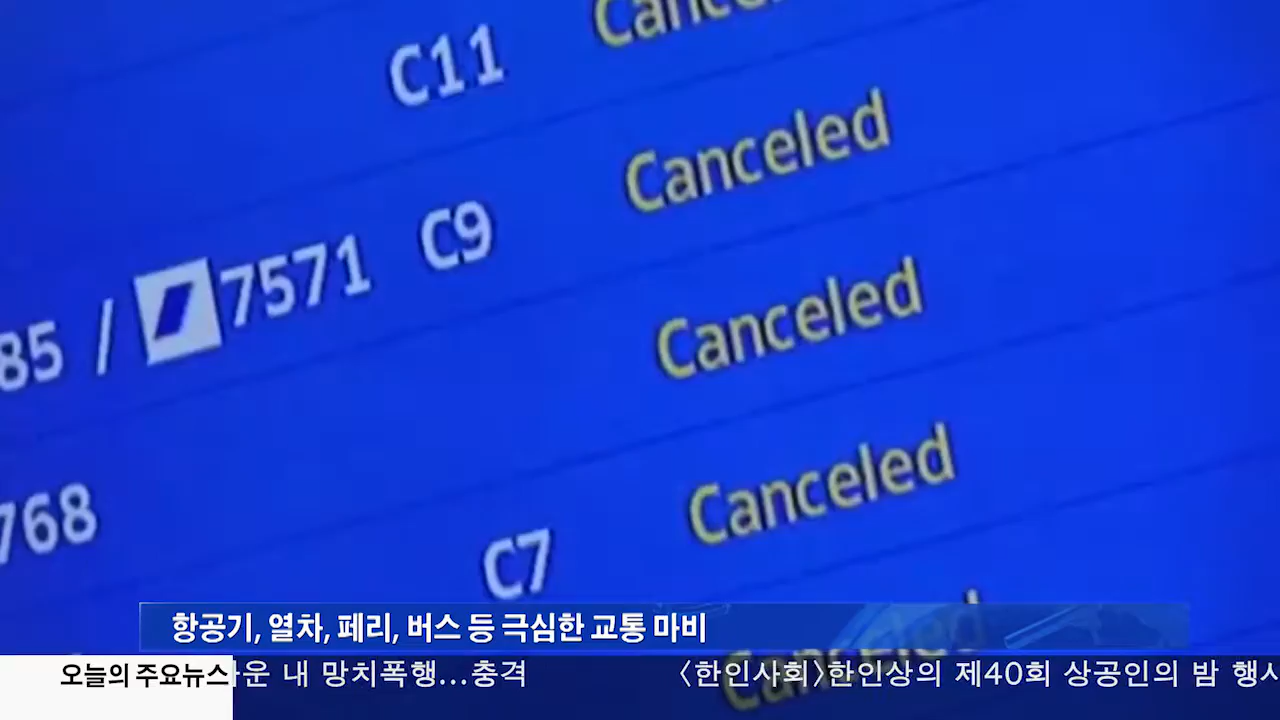 Canceled
C11
Canceled
85 / 7571 C9
Canceled
768
Canceled
C7
Canceled
항공기, 열차, 페리, 버스 등 극심한 교통 마비
오늘의 주요뉴스
운 내 망치폭행...충격 〈한인사회〉한인상의 제40회 상공인의 밤